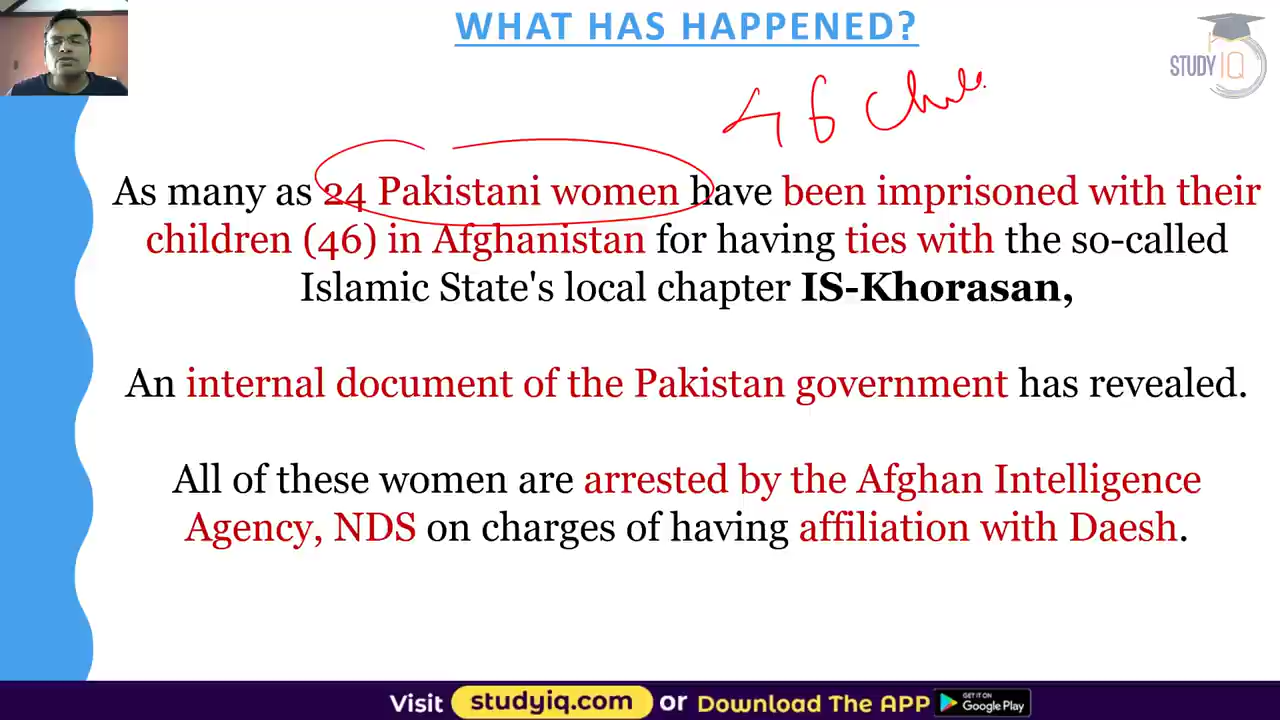 WHAT HAS HAPPENED?
STUDY IQ
46
As many as 24 Pakistani women have been imprisoned with their
children (46) in Afghanistan for having ties with the so-called
Islamic State's local chapter IS-Khorasan,
An internal document of the Pakistan government has revealed.
All of these women are arrested by the Afghan Intelligence
Agency, NDS on charges of having affiliation with Daesh.
Visit studyiq.com or Download The APP GET IT ON Google Play